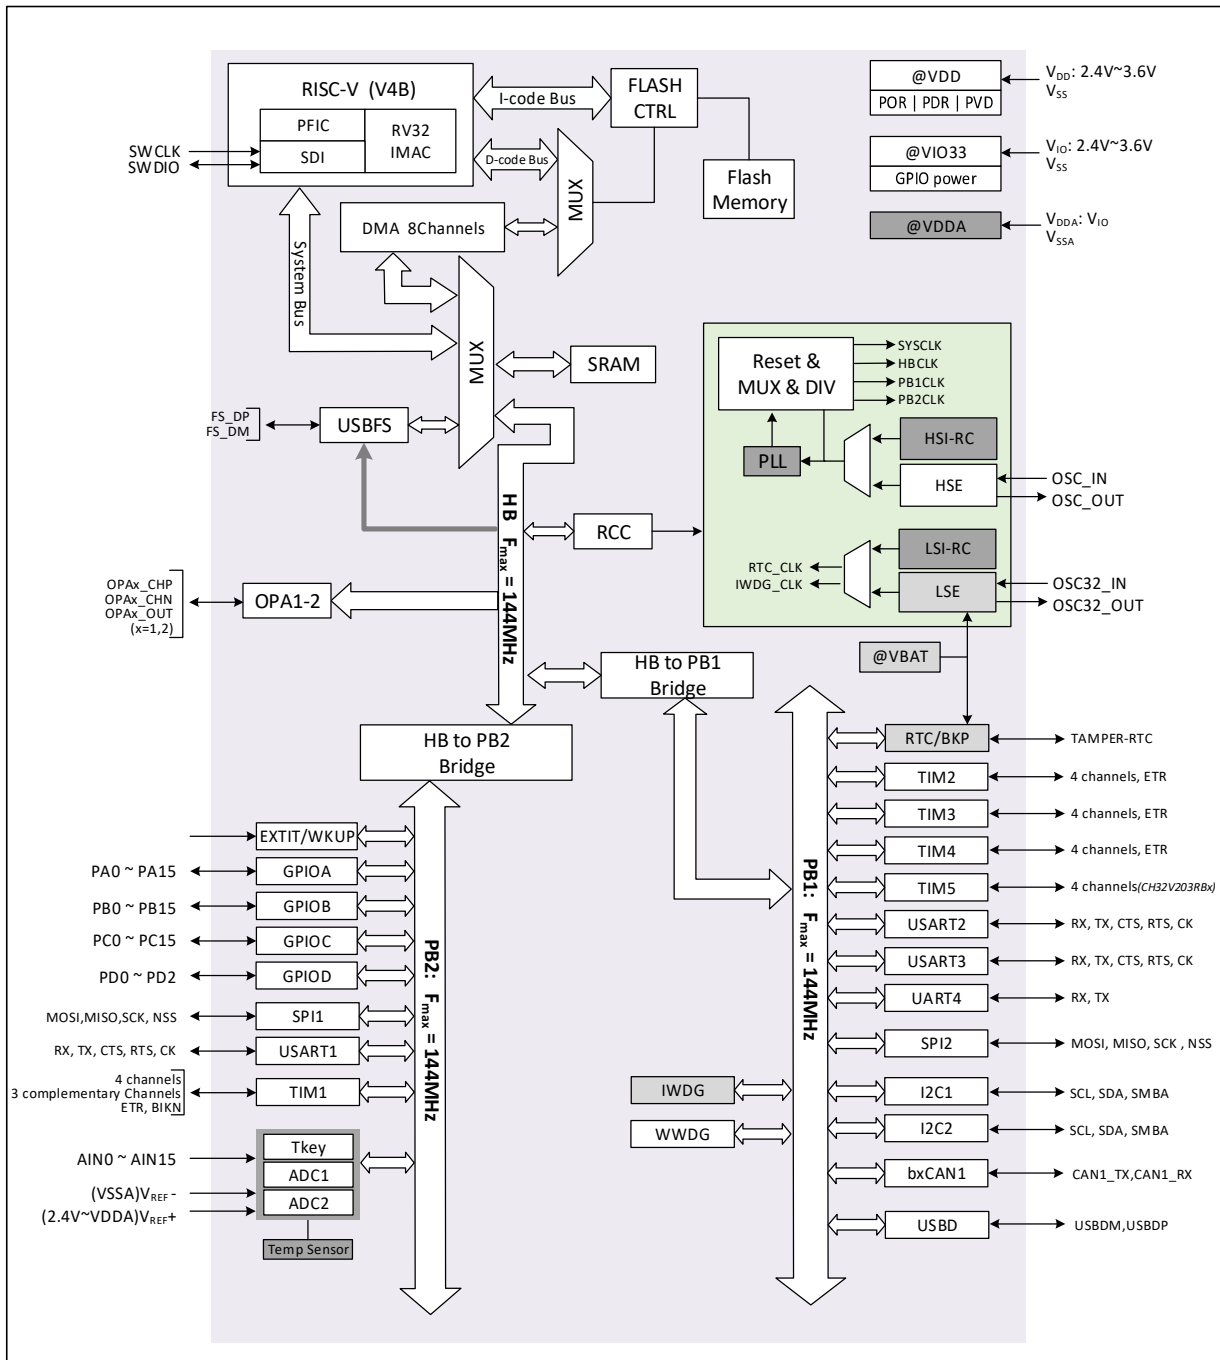 RISC-V (V4B)
PFIC
SDI
RV32
IMAC
SWCLK
SWDIO
I-code Bus
D-code Bus
FLASH
CTRL
Flash
Memory
MUX
DMA 8Channels
System Bus
MUX
SRAM
FS_DP
FS_DM
USBFS
@VDD
POR | PDR | PVD
VDD: 2.4V~3.6V
VSS
@VIO33
GPIO power
VIO: 2.4V~3.6V
VSS
@VDDA
VDDA: VIO
VSSA
Reset &
MUX & DIV
SYSCLK
HBCLK
PB1CLK
PB2CLK
PLL
HSI-RC
HSE
OSC_IN
OSC_OUT
RTC_CLK
IWDG_CLK
LSI-RC
LSE
OSC32_IN
OSC32_OUT
RCC
HB Fmax = 144MHz
OPAx_CHP
OPAx_CHN
OPAx_OUT
(x=1,2)
OPA1-2
@VBAT
HB to PB1
Bridge
HB to PB2
Bridge
EXTIT/WKUP
PA0 ~ PA15
GPIOA
PB0 ~ PB15
GPIOB
PC0 ~ PC15
GPIOC
PD0 ~ PD2
GPIOD
MOSI,MISO,SCK, NSS
SPI1
RX, TX, CTS, RTS, CK
USART1
4 channels
3 complementary Channels
ETR, BIKN
TIM1
AIN0 ~ AIN15
(VSSA)VREF -
(2.4V~VDDA)VREF+
Tkey
ADC1
ADC2
Temp Sensor
PB2: Fmax = 144MHz
IWDG
WWDG
PB1: Fmax = 144MHz
RTC/BKP
TAMPER-RTC
TIM2
4 channels, ETR
TIM3
4 channels, ETR
TIM4
4 channels, ETR
TIM5
4 channels(CH32V203RBx)
USART2
RX, TX, CTS, RTS, CK
USART3
RX, TX, CTS, RTS, CK
UART4
RX, TX
SPI2
MOSI, MISO, SCK , NSS
I2C1
SCL, SDA, SMBA
I2C2
SCL, SDA, SMBA
bxCAN1
CAN1_TX,CAN1_RX
USBD
USBDM,USBDP